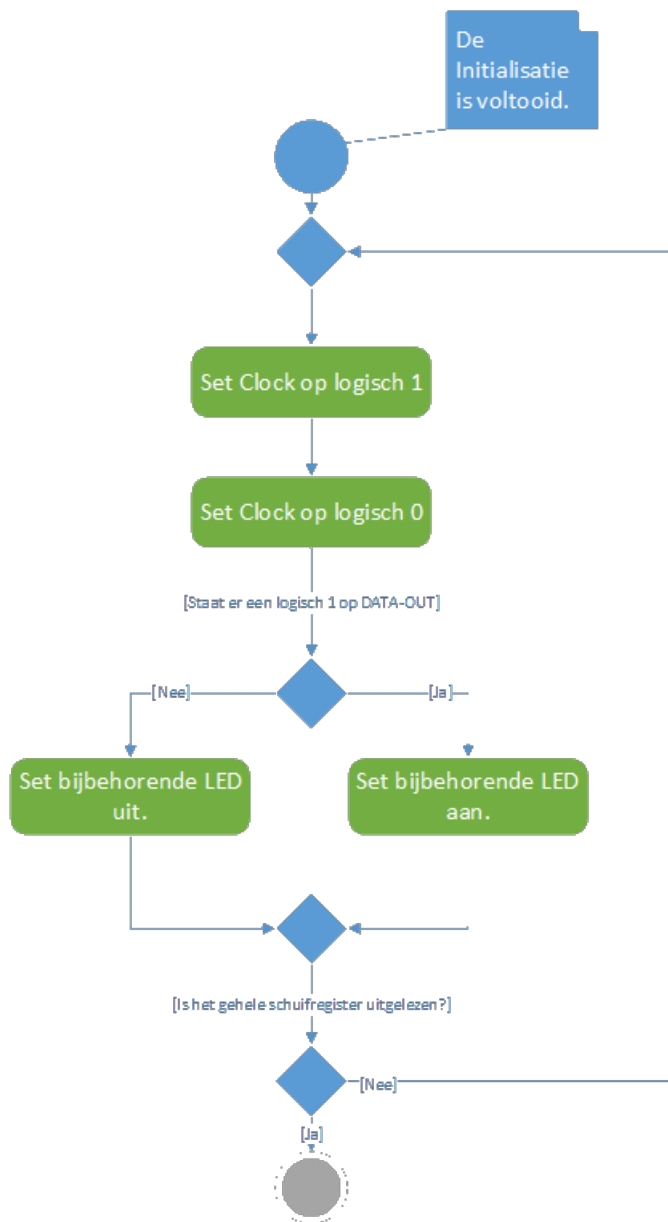 De
Initialisatie
is voltooid.
Set Clock op logisch 1
Set Clock op logisch 0
[Staat er een logisch 1 op DATA-OUT]
[Nee]
[Ja]
Set bijbehorende LED
uit.
Set bijbehorende LED
aan.
[Is het gehele schuifregister uitgelezen?]
[Nee]
[Ja]